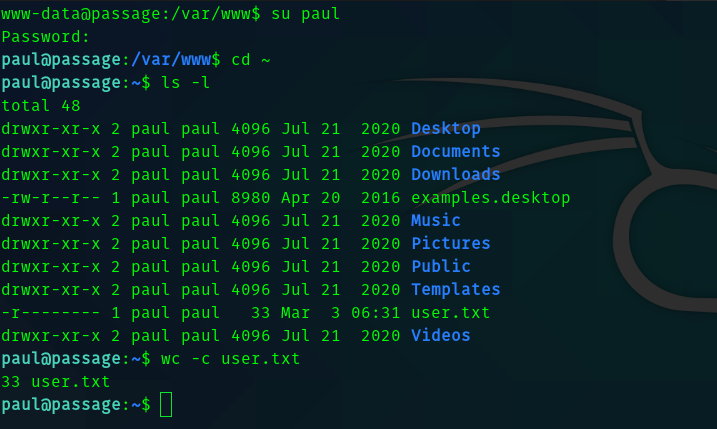 www-data@passage:/var/www$ su paul
Password:
paul@passage:/var/www$ cd ~
paul@passage:~$ ls -l
total 48
drwxr-xr-x 2 paul paul 4096 Jul 21  2020 Desktop
drwxr-xr-x 2 paul paul 4096 Jul 21  2020 Documents
drwxr-xr-x 2 paul paul 4096 Jul 21  2020 Downloads
-rw-r--r-- 1 paul paul 8980 Apr 20  2016 examples.desktop
drwxr-xr-x 2 paul paul 4096 Jul 21  2020 Music
drwxr-xr-x 2 paul paul 4096 Jul 21  2020 Pictures
drwxr-xr-x 2 paul paul 4096 Jul 21  2020 Public
drwxr-xr-x 2 paul paul 4096 Jul 21  2020 Templates
-r-------- 1 paul paul   33 Mar  3 06:31 user.txt
drwxr-xr-x 2 paul paul 4096 Jul 21  2020 Videos
paul@passage:~$ wc -c user.txt
33 user.txt
paul@passage:~$